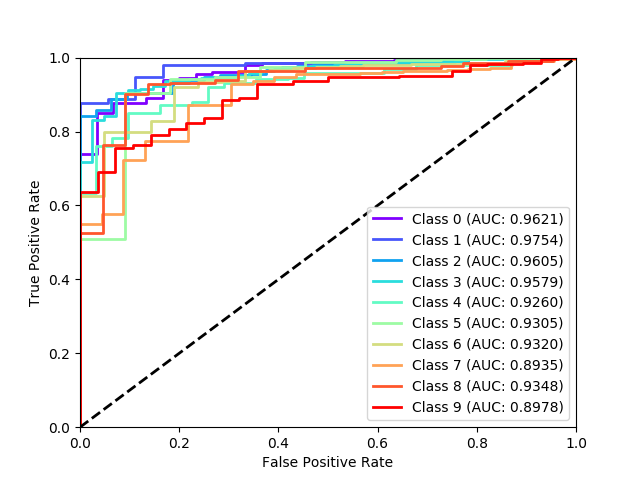 1.0
0.8
0.6
0.4
0.2
0.0
True Positive Rate
Class 0 (AUC: 0.9621)
Class 1 (AUC: 0.9754)
Class 2 (AUC: 0.9605)
Class 3 (AUC: 0.9579)
Class 4 (AUC: 0.9260)
Class 5 (AUC: 0.9305)
Class 6 (AUC: 0.9320)
Class 7 (AUC: 0.8935)
Class 8 (AUC: 0.9348)
Class 9 (AUC: 0.8978)
0.0 0.2 0.4 0.6 0.8 1.0
False Positive Rate